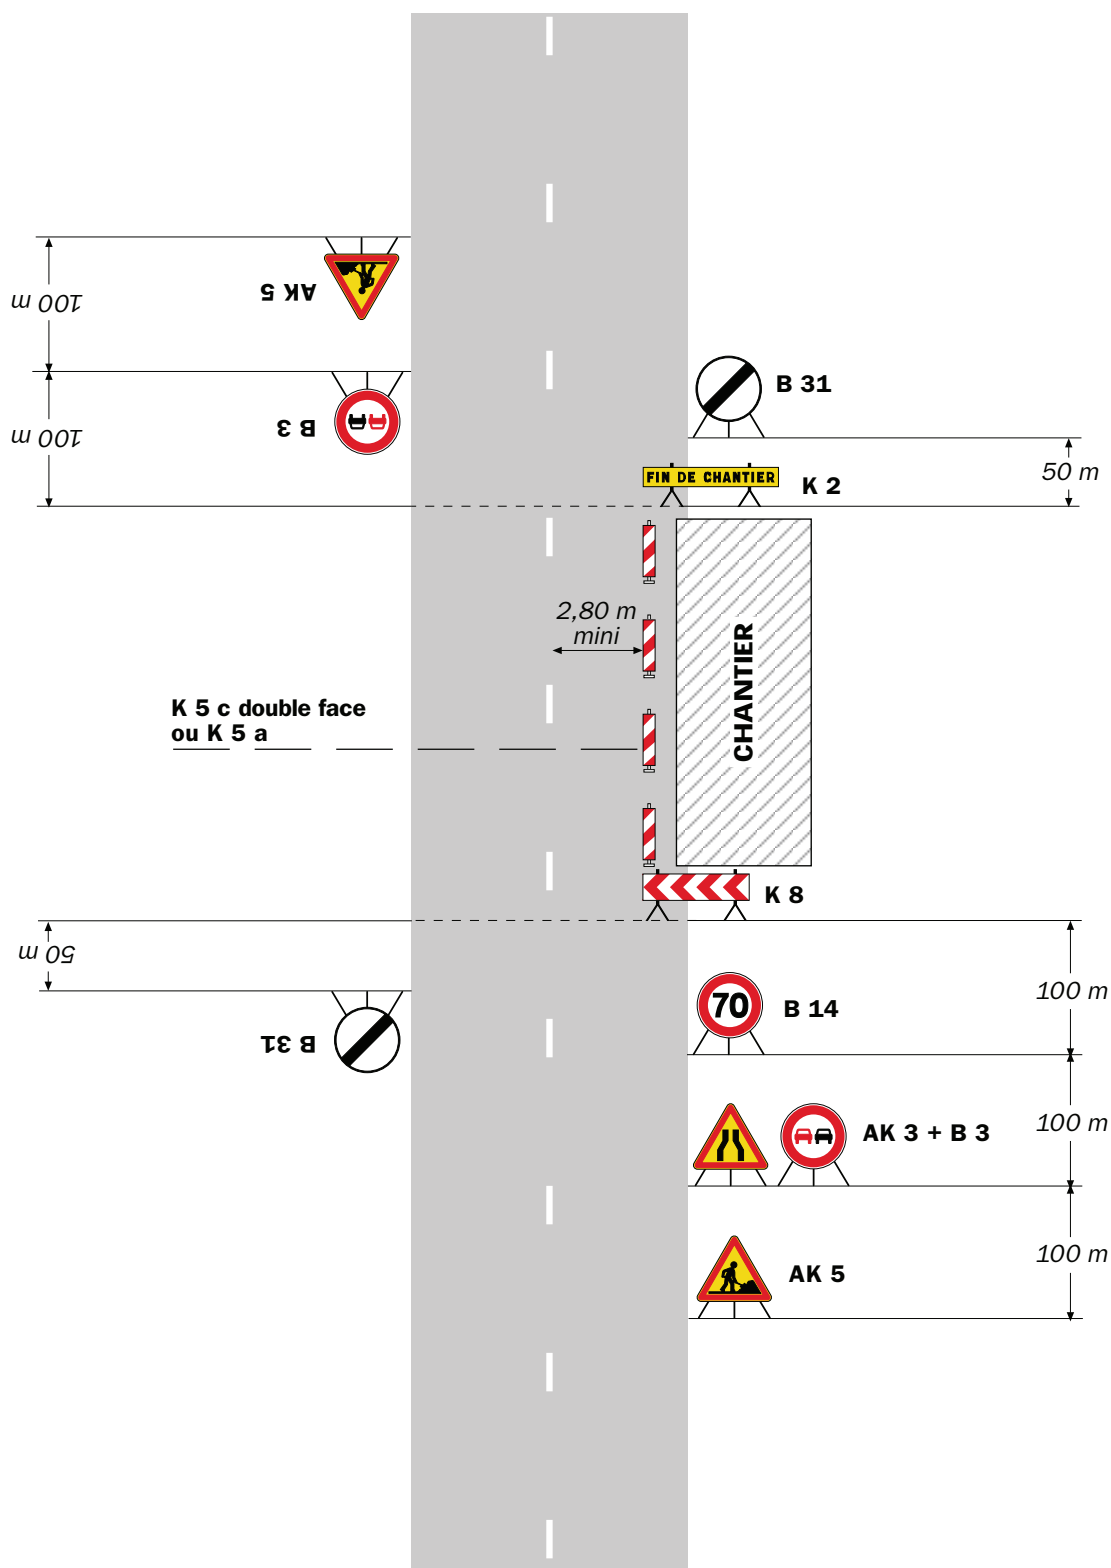 AK 5
100 m
B 3
100 m
B 31
50 m
FIN DE CHANTIER
K 2
2,80 m
mini
CHANTIER
K 5 c double face
ou K 5 a
K 8
50 m
B 31
70
B 14
100 m
AK 3 + B 3
100 m
AK 5
100 m